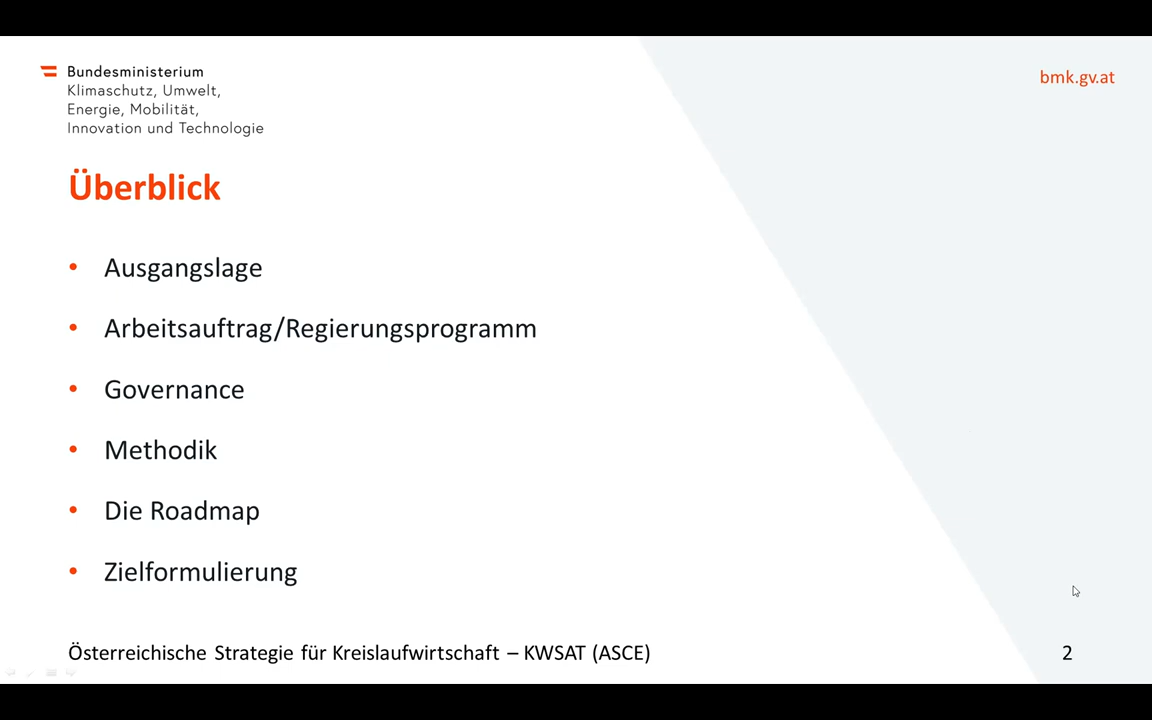 Bundesministerium
Klimaschutz, Umwelt,
Energie, Mobilität,
Innovation und Technologie
bmk.gv.at
Überblick
• Ausgangslage
• Arbeitsauftrag/Regierungsprogramm
• Governance
• Methodik
• Die Roadmap
• Zielformulierung
Österreichische Strategie für Kreislaufwirtschaft – KWSAT (ASCE)
2